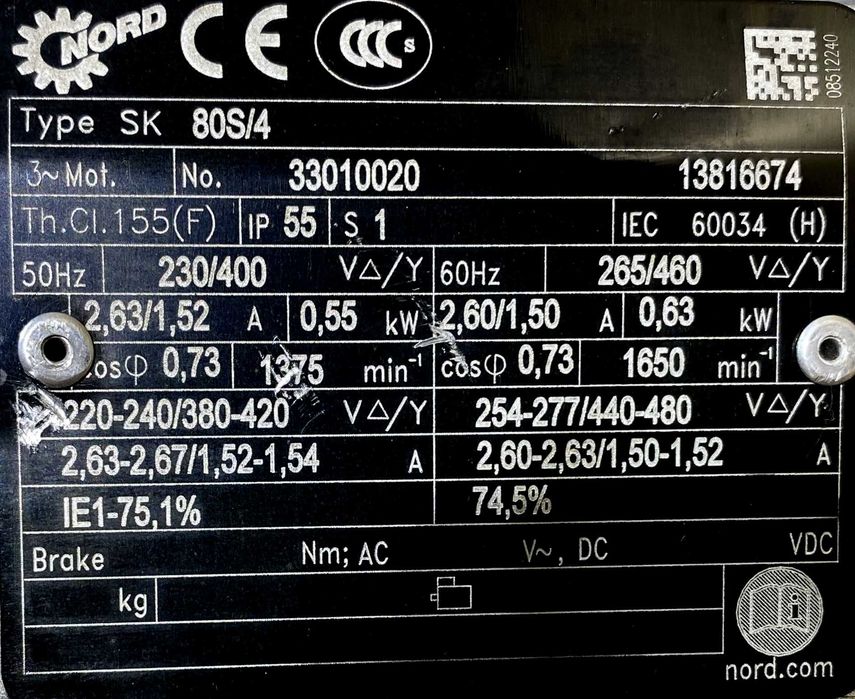 NORD CE CCC S 08512240
Type SK 80S/4
3~Mot. No. 33010020 13816674
Th.Cl.155(F) IP 55 S 1 IEC 60034 (H)
50Hz 230/400 V△/Y 60Hz 265/460 V△/Y
2,63/1,52 A 0,55 kW 2,60/1,50 A 0,63 kW
cosφ 0,73 1375 min⁻¹ cosφ 0,73 1650 min⁻¹
220-240/380-420 V△/Y 254-277/440-480 V△/Y
2,63-2,67/1,52-1,54 A 2,60-2,63/1,50-1,52 A
IE1-75,1% 74,5%
Brake Nm; AC V~, DC VDC
kg
i
nord.com